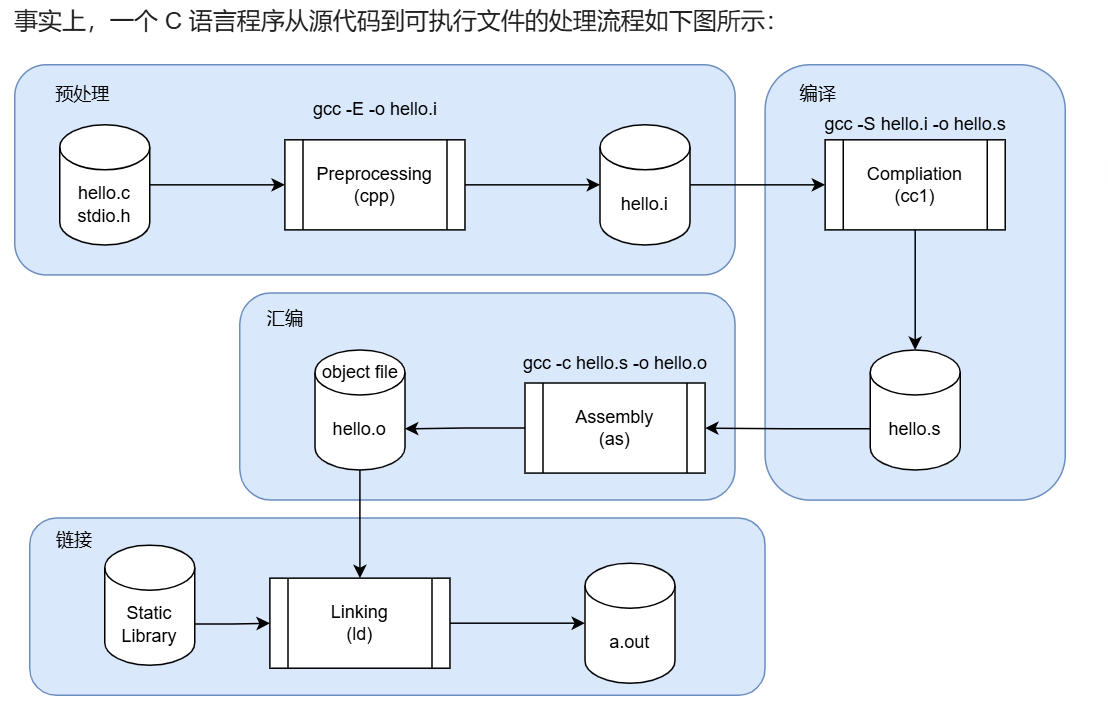 事实上，一个 C 语言程序从源代码到可执行文件的处理流程如下图所示：
预处理
gcc -E -o hello.i
hello.c
stdio.h
Preprocessing
(cpp)
hello.i
编译
gcc -S hello.i -o hello.s
Compliation
(cc1)
hello.s
汇编
gcc -c hello.s -o hello.o
Assembly
(as)
object file
hello.o
链接
Static
Library
Linking
(ld)
a.out